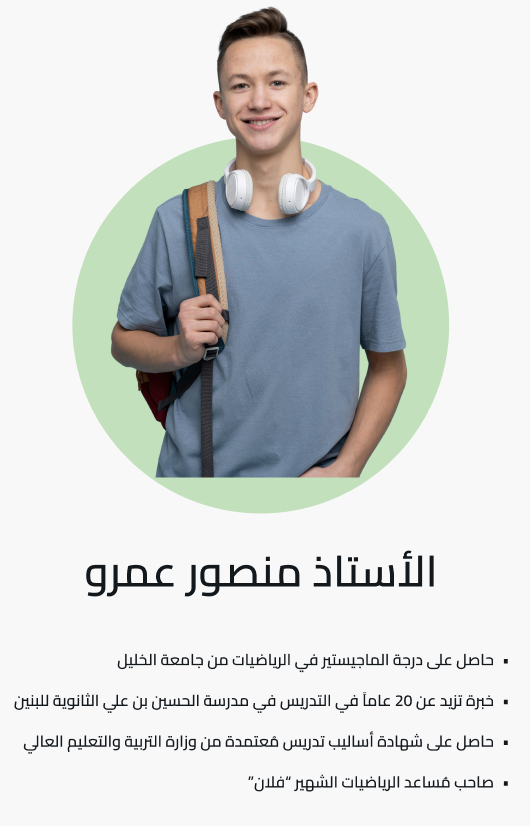 الأستاذ منصور عمرو
▪ حاصل على درجة الماجيستير في الرياضيات من جامعة الخليل
▪ خبرة تزيد عن 20 عاماً في التدريس في مدرسة الحسين بن علي الثانوية للبنين
▪ حاصل على شهادة أساليب تدريس مُعتمدة من وزارة التربية والتعليم العالي
▪ صاحب مُساعد الرياضيات الشهير “فلان”